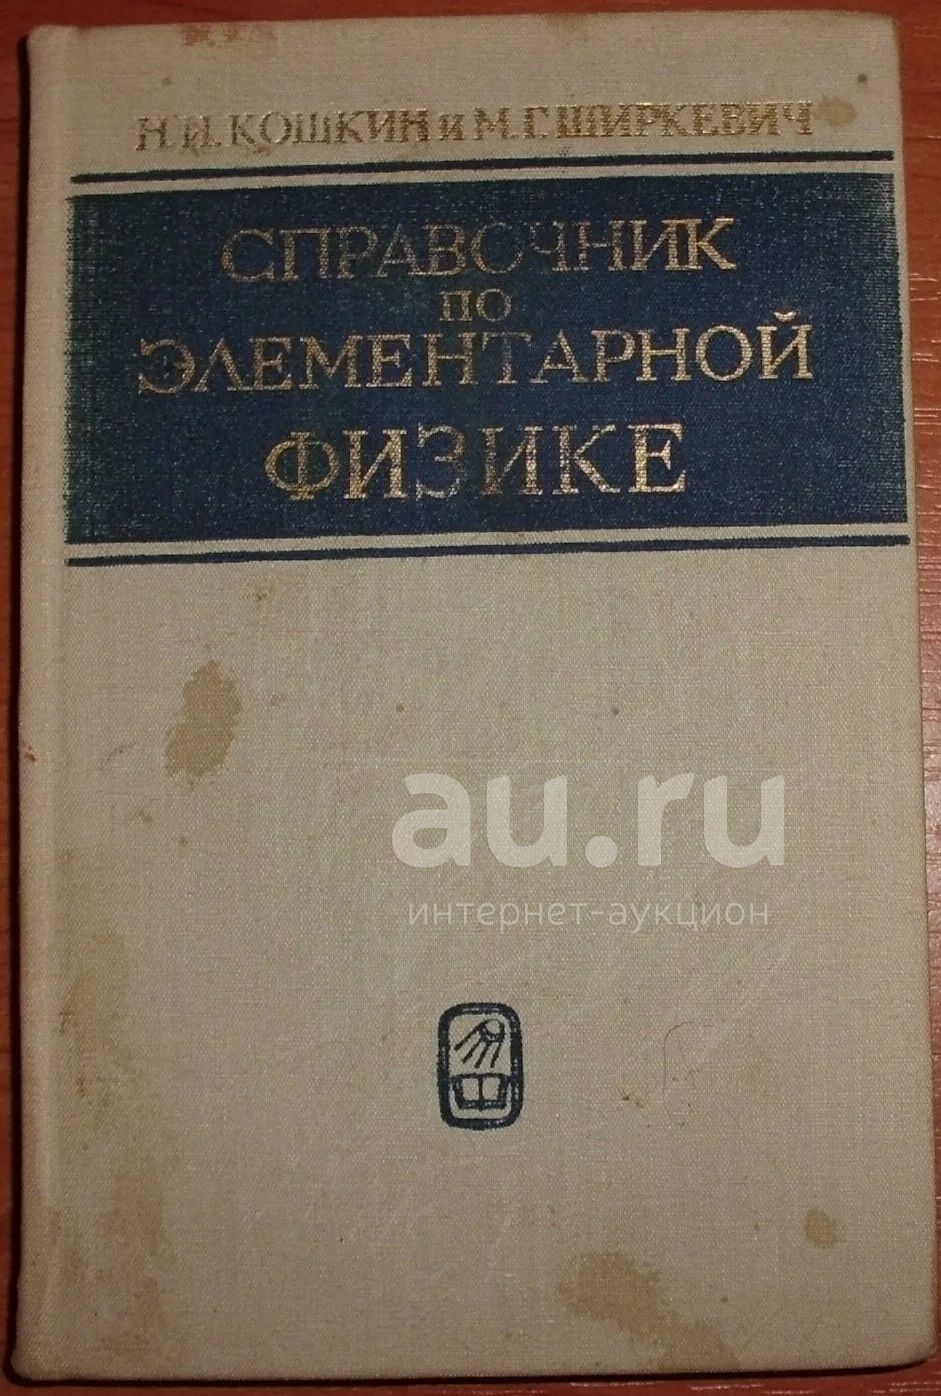 Н.И. КОШКИН И М.Г. ШИРКЕВИЧ
СПРАВОЧНИК
ПО
ЭЛЕМЕНТАРНОЙ
ФИЗИКЕ
au.ru
интернет-аукцион